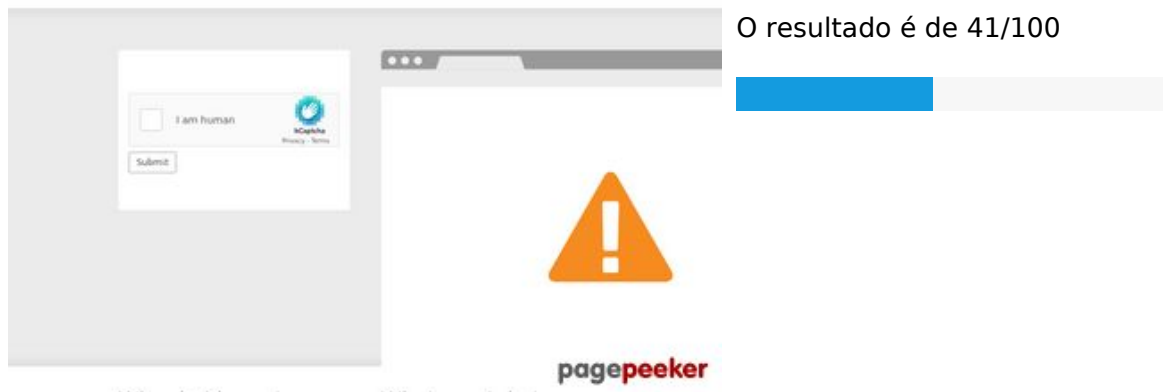 I am human
hCaptcha
Privacy - Terms
Submit
pagepeeker
O resultado é de 41/100